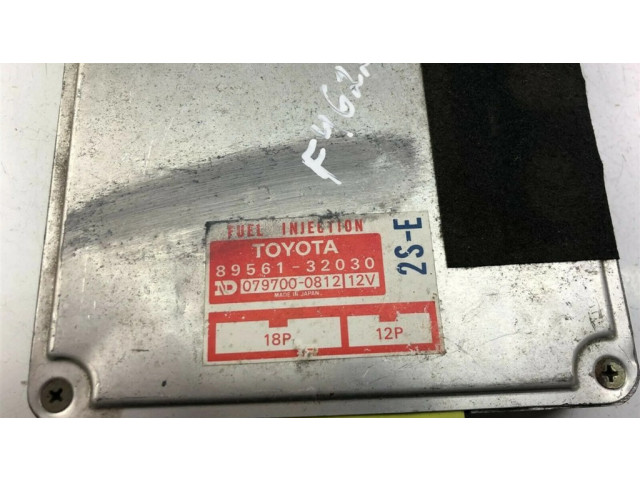 FUEL INJECTION
TOYOTA
89561-32030
ND 079700-0812 12V
MADE IN JAPAN
2S-E
18P
12P